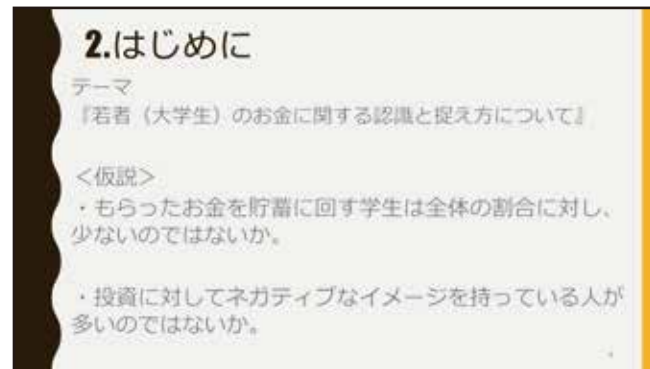 2.はじめに
テーマ
『若者（大学生）のお金に関する認識と捉え方について』
＜仮説＞
・もらったお金を貯蓄に回す学生は全体の割合に対し、
少ないのではないか。
・投資に対してネガティブなイメージを持っている人が
多いのではないか。